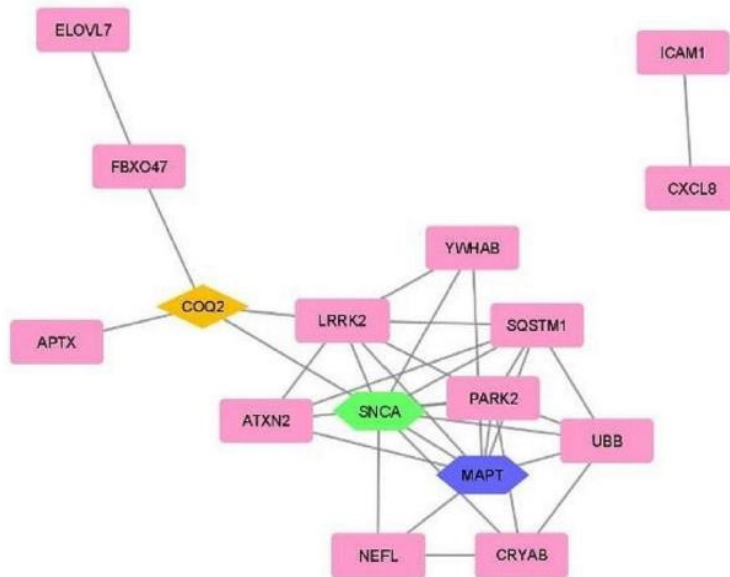 ELOVL7
ICAM1
FBXO47
CXCL8
YWHAB
COQ2
LRRK2
SQSTM1
APTX
PARK2
SNCA
ATXN2
UBB
MAPT
NEFL
CRYAB